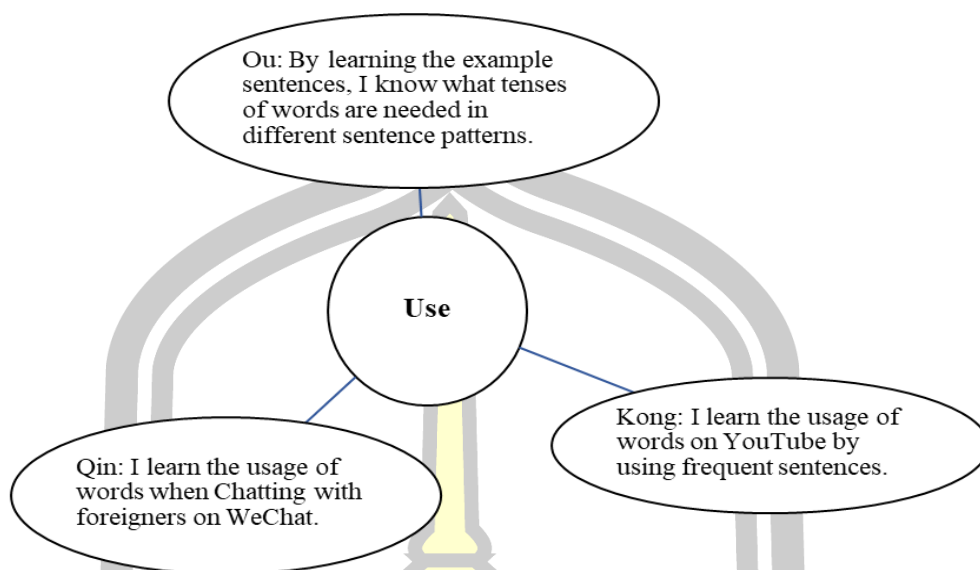 Ou: By learning the example
sentences, I know what tenses
of words are needed in
different sentence patterns.
Use
Kong: I learn the usage of
words on YouTube by
using frequent sentences.
Qin: I learn the usage of
words when Chatting with
foreigners on WeChat.